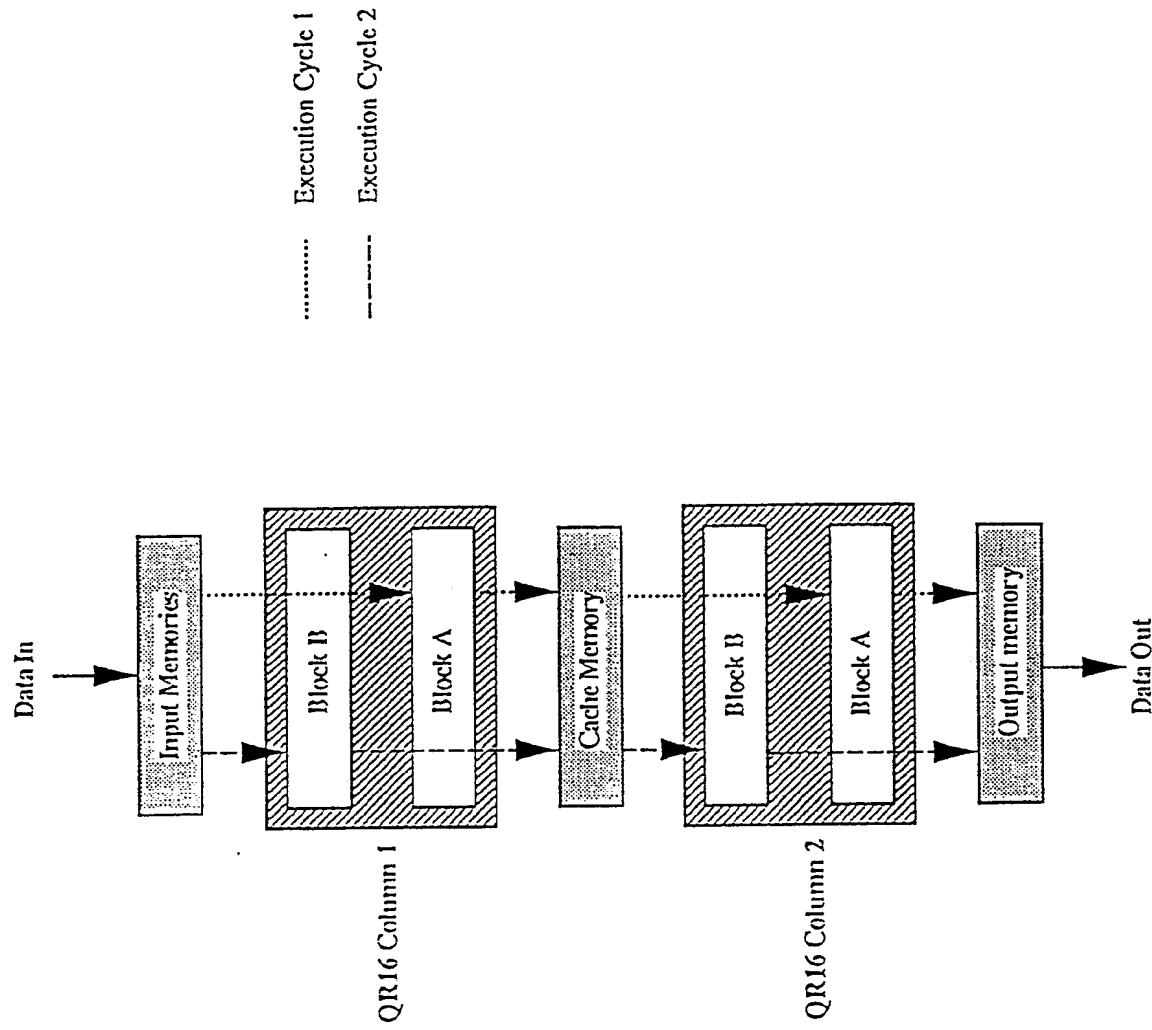 Data In
Input Memories
Block B
Block A
QR16 Column 1
Cache Memory
Block B
Block A
QR16 Column 2
Output memory
Data Out
Execution Cycle 1
Execution Cycle 2